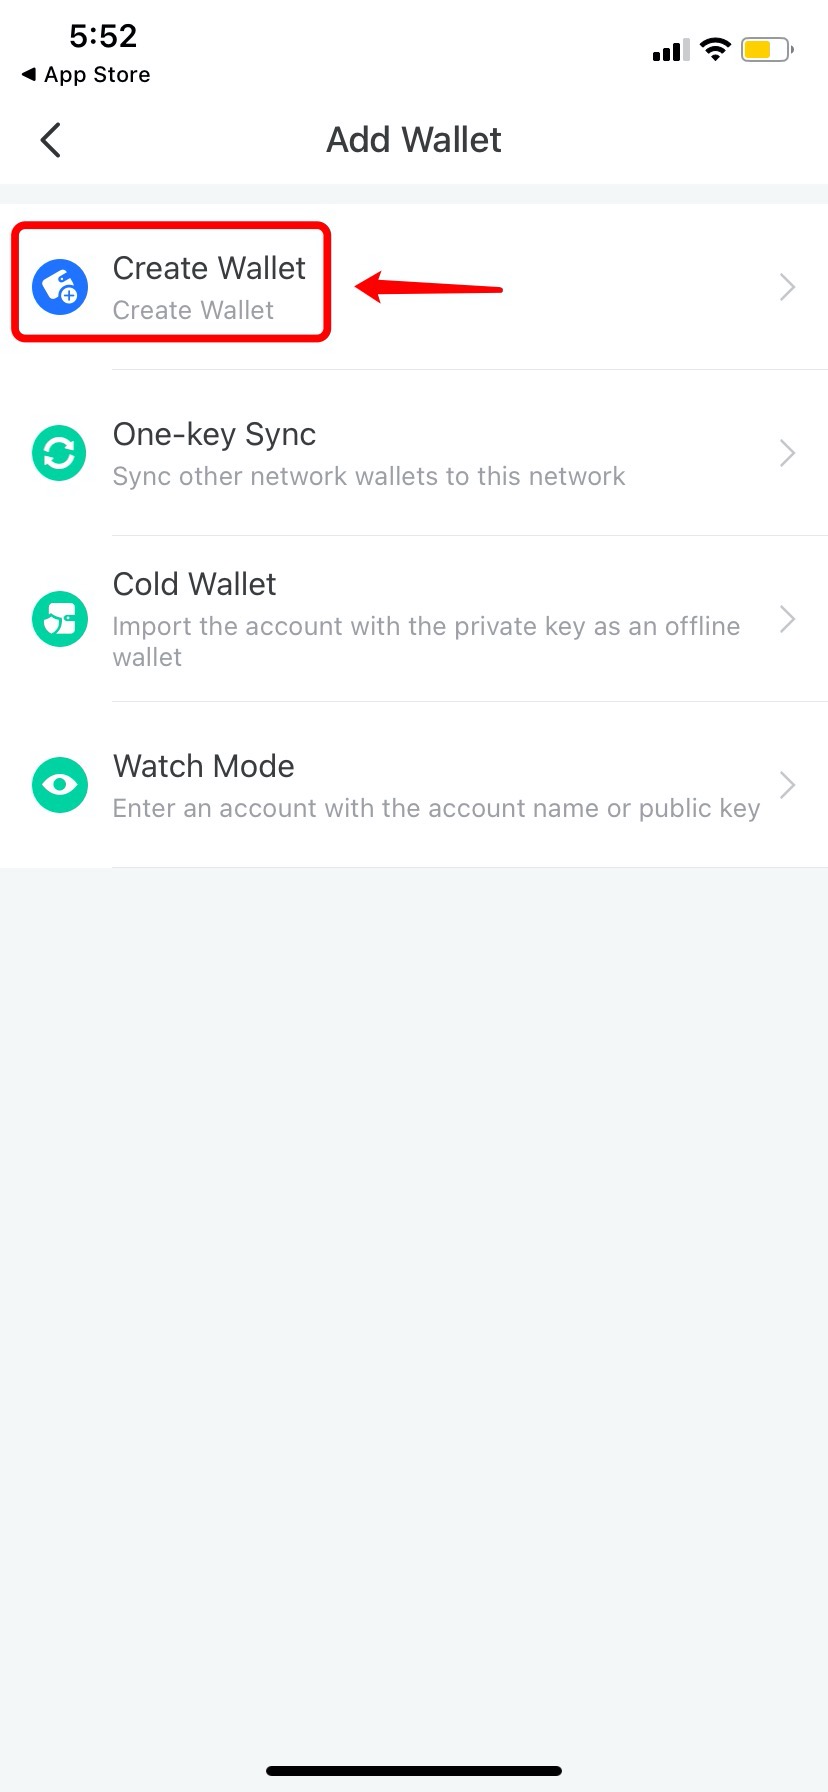 5:52
App Store
Add Wallet
Create Wallet
Create Wallet
One-key Sync
Sync other network wallets to this network
Cold Wallet
Import the account with the private key as an offline
wallet
Watch Mode
Enter an account with the account name or public key